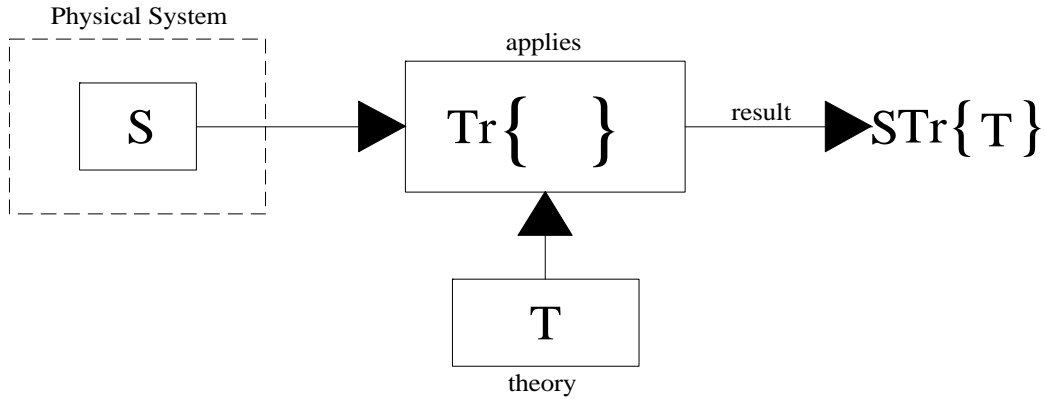 Physical System
applies
S
Tr{ }
result
STr{ T }
T
theory